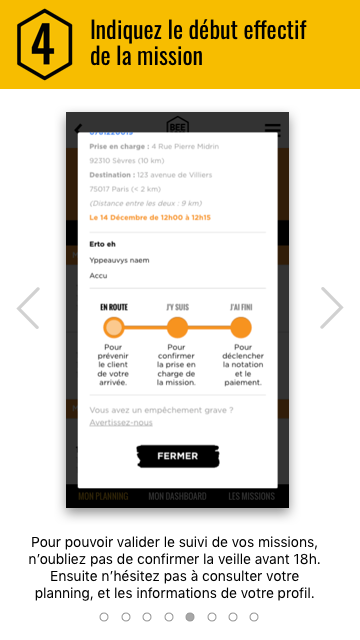 4
Indiquez le début effectif
de la mission
BEE
0761220019
Prise en charge : 4 Rue Pierre Midrin
92310 Sèvres (10 km)
Destination : 123 avenue de Villiers
75017 Paris (< 2 km)
(Distance entre les deux : 9 km)
Le 14 Décembre de 12h00 à 12h15
Erto eh
Yppeauvys naem
Accu
EN ROUTE J'Y SUIS J'AI FINI
Pour Pour Pour
prévenir confirmer déclencher
le client la prise en la notation
de votre charge de et le
arrivée. la mission. paiement.
Vous avez un empêchement grave ?
Avertissez-nous
FERMER
MON PLANNING MON DASHBOARD LES MISSIONS
Pour pouvoir valider le suivi de vos missions,
n'oubliez pas de confirmer la veille avant 18h.
Ensuite n'hésitez pas à consulter votre
planning, et les informations de votre profil.